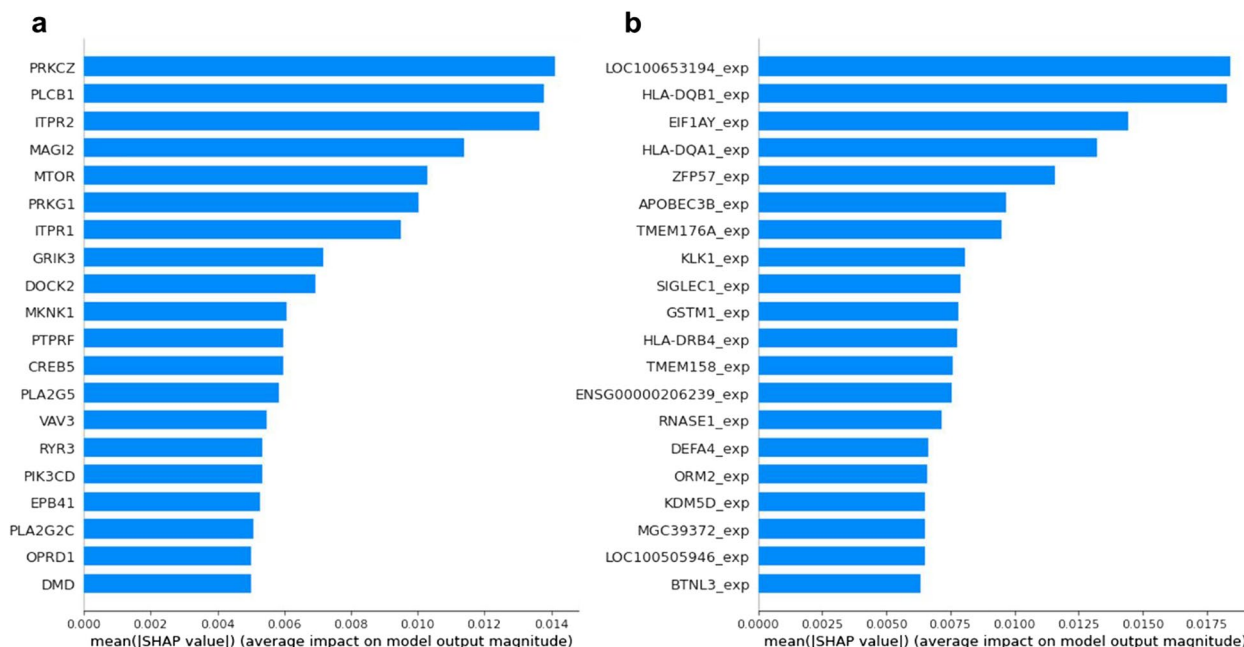 a
PRKCZ
PLCB1
ITPR2
MAGI2
MTOR
PRKG1
ITPR1
GRIK3
DOCK2
MKNK1
PTPRF
CREB5
PLA2G5
VAV3
RYR3
PIK3CD
EPB41
PLA2G2C
OPRD1
DMD
0.000 0.002 0.004 0.006 0.008 0.010 0.012 0.014
mean(|SHAP value|) (average impact on model output magnitude)
b
LOC100653194_exp
HLA-DQB1_exp
EIF1AY_exp
HLA-DQA1_exp
ZFP57_exp
APOBEC3B_exp
TMEM176A_exp
KLK1_exp
SIGLEC1_exp
GSTM1_exp
HLA-DRB4_exp
TMEM158_exp
ENSG00000206239_exp
RNASE1_exp
DEFA4_exp
ORM2_exp
KDM5D_exp
MGC39372_exp
LOC100505946_exp
BTNL3_exp
0.0000 0.0025 0.0050 0.0075 0.0100 0.0125 0.0150 0.0175
mean(|SHAP value|) (average impact on model output magnitude)